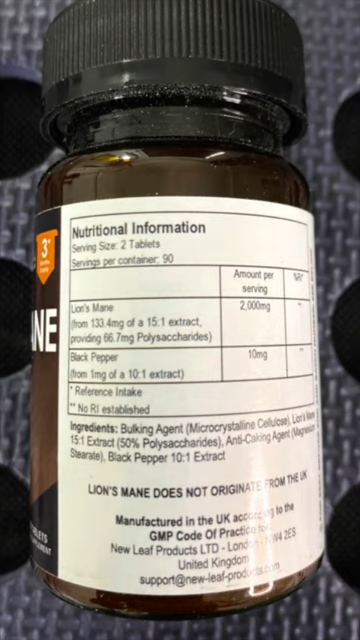 Nutritional Information
Serving Size: 2 Tablets
Servings per container: 90
Amount per serving
%RI*
Lion's Mane
(from 133.4mg of a 15:1 extract,
providing 66.7mg Polysaccharides)
2,000mg
**
Black Pepper
(from 1mg of a 10:1 extract)
10mg
**
* Reference Intake
** No RI established
Ingredients: Bulking Agent (Microcrystalline Cellulose), Lion's Mane
15:1 Extract (50% Polysaccharides), Anti-Caking Agent (Magnesium
Stearate), Black Pepper 10:1 Extract
LION'S MANE DOES NOT ORIGINATE FROM THE UK
Manufactured in the UK according to the
GMP Code Of Practice for:
New Leaf Products LTD - London - NW4 2ES
United Kingdom
support@new-leaf-products.com
3*
NE
TABLETS